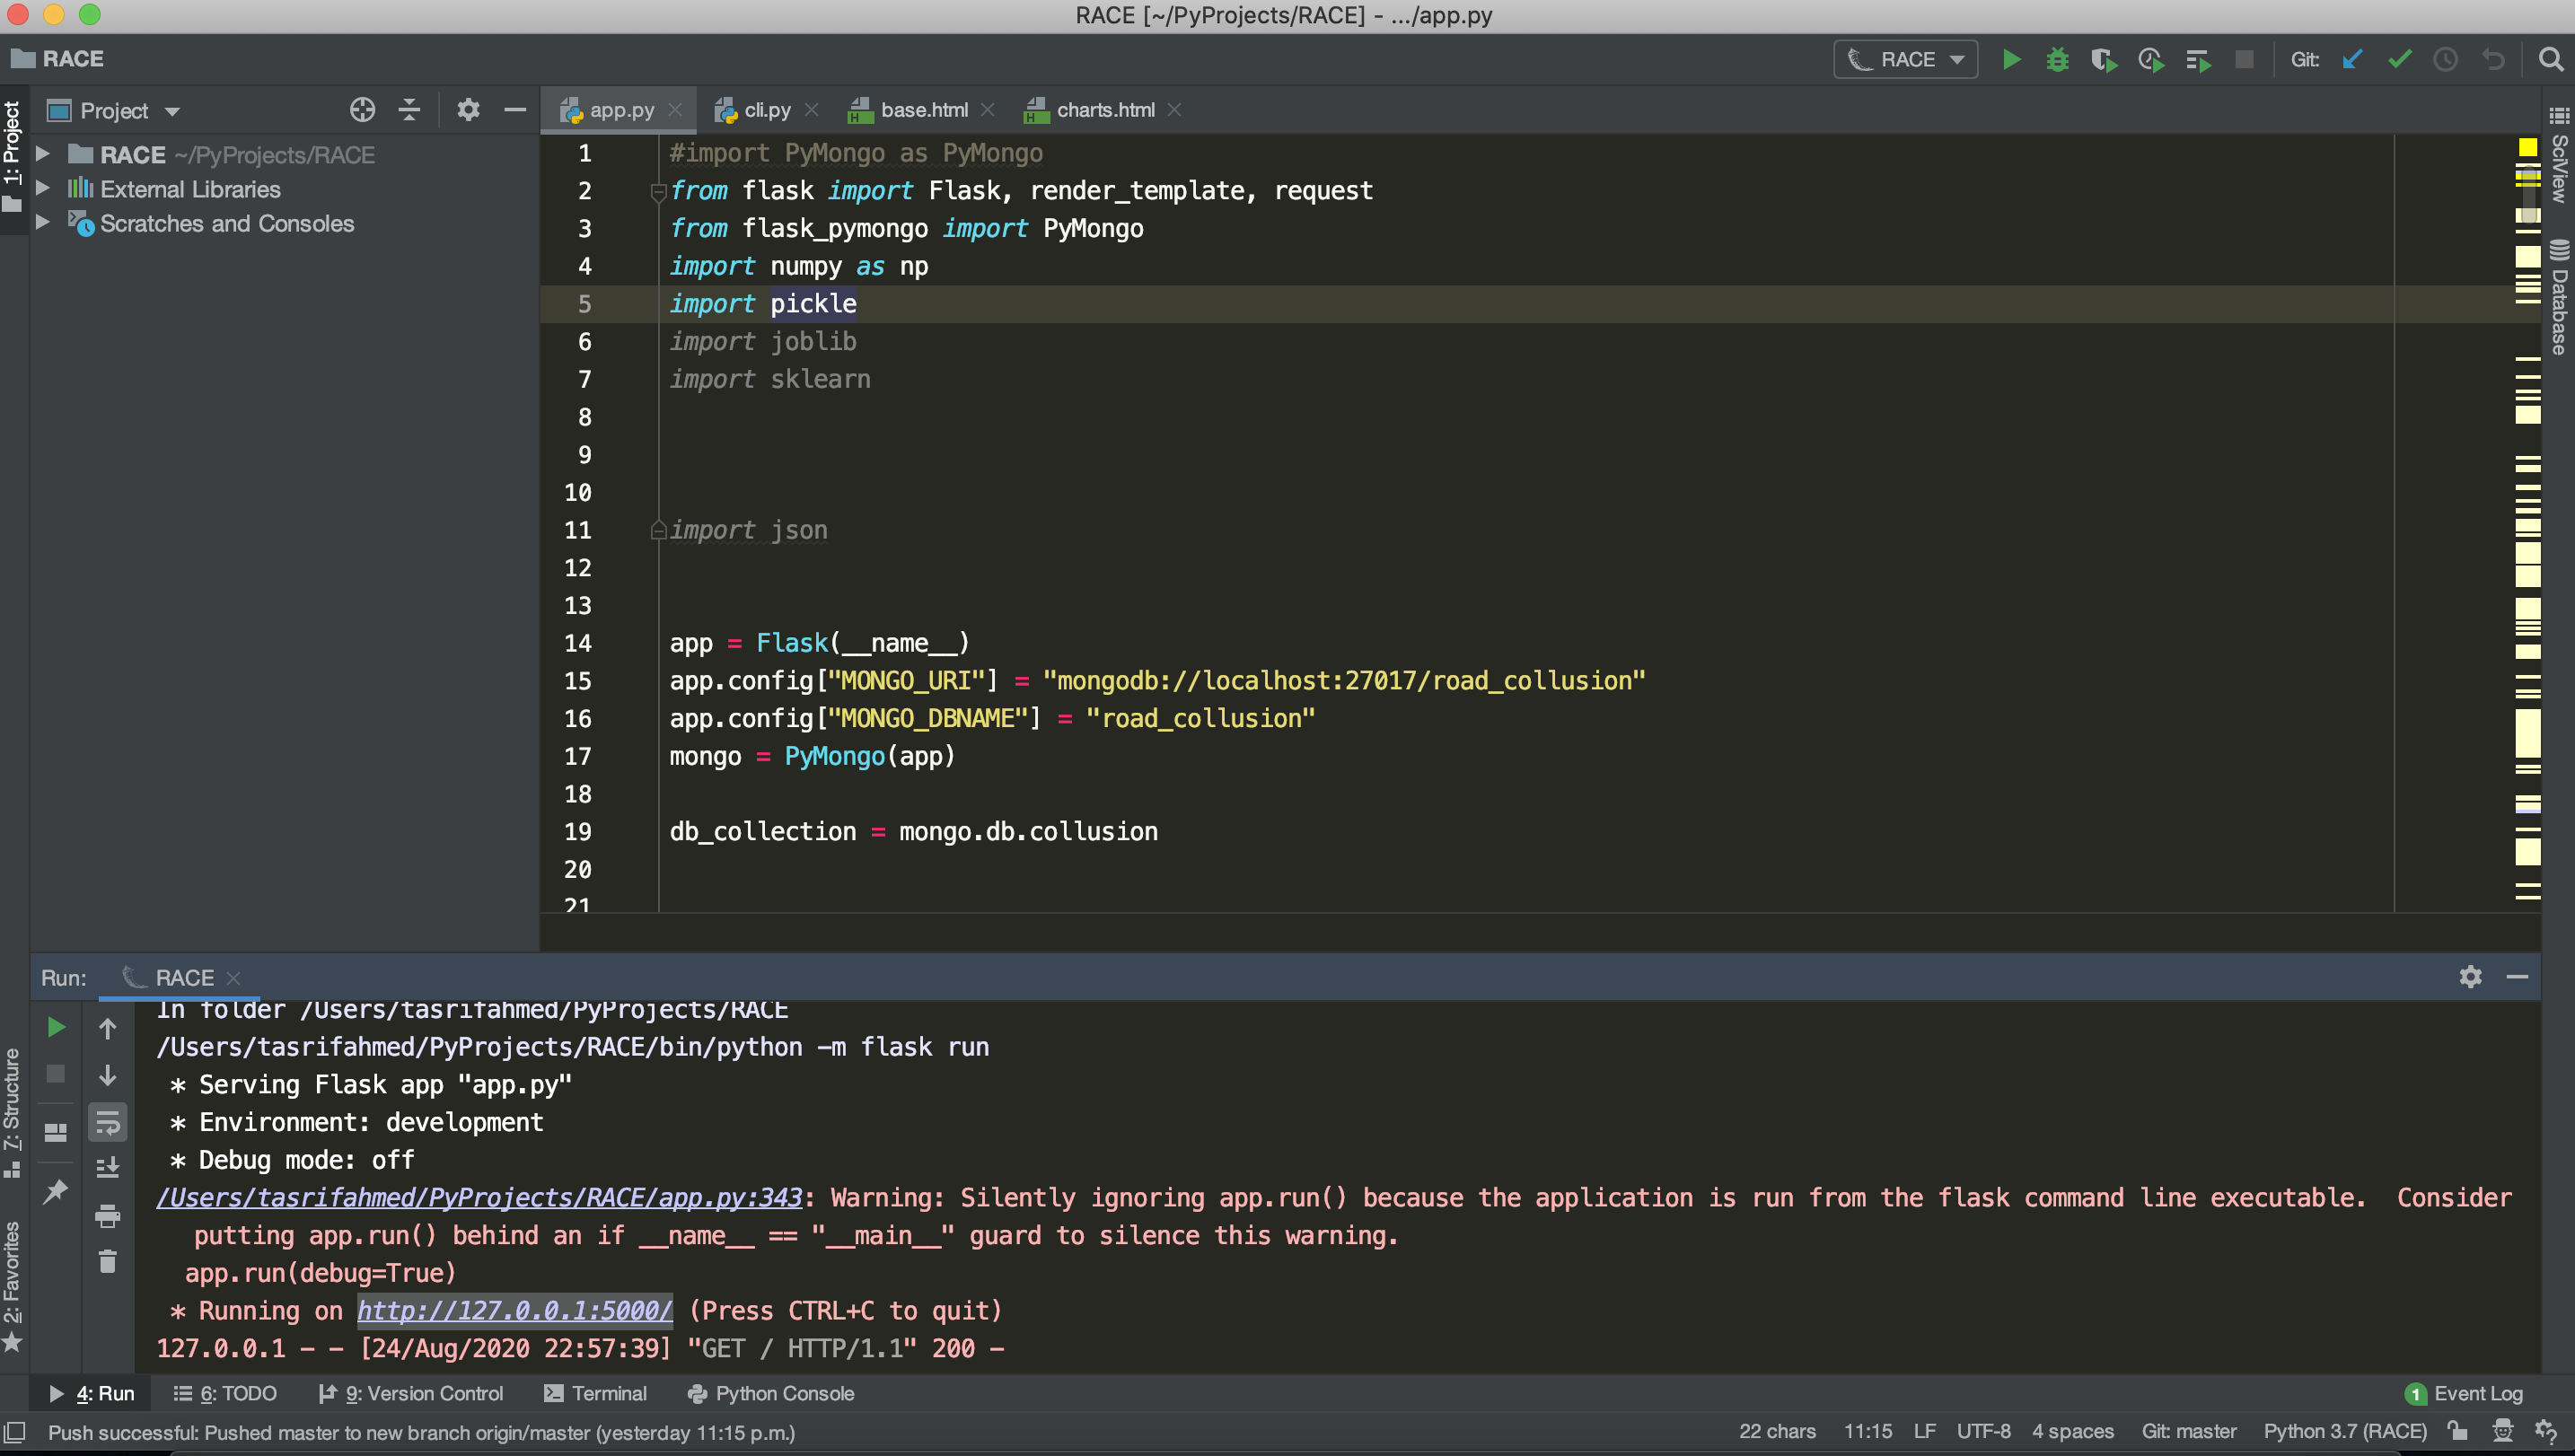 RACE [~/PyProjects/RACE] - .../app.py
RACE
RACE
Git:
1: Project
Project
app.py
cli.py
base.html
charts.html
RACE ~/PyProjects/RACE
External Libraries
Scratches and Consoles
1 #import PyMongo as PyMongo
2 from flask import Flask, render_template, request
3 from flask_pymongo import PyMongo
4 import numpy as np
5 import pickle
6 import joblib
7 import sklearn
8
9
10
11 import json
12
13
14 app = Flask(__name__)
15 app.config["MONGO_URI"] = "mongodb://localhost:27017/road_collusion"
16 app.config["MONGO_DBNAME"] = "road_collusion"
17 mongo = PyMongo(app)
18
19 db_collection = mongo.db.collusion
20
21
SciView
Database
Run: RACE
In folder /Users/tasrifahmed/PyProjects/RACE
/Users/tasrifahmed/PyProjects/RACE/bin/python -m flask run
* Serving Flask app "app.py"
* Environment: development
* Debug mode: off
/Users/tasrifahmed/PyProjects/RACE/app.py:343: Warning: Silently ignoring app.run() because the application is run from the flask command line executable.  Consider
putting app.run() behind an if __name__ == "__main__" guard to silence this warning.
app.run(debug=True)
* Running on http://127.0.0.1:5000/ (Press CTRL+C to quit)
127.0.0.1 - - [24/Aug/2020 22:57:39] "GET / HTTP/1.1" 200 -
7: Structure
2: Favorites
4: Run
6: TODO
9: Version Control
Terminal
Python Console
1 Event Log
Push successful: Pushed master to new branch origin/master (yesterday 11:15 p.m.)
22 chars
11:15
LF
UTF-8
4 spaces
Git: master
Python 3.7 (RACE)